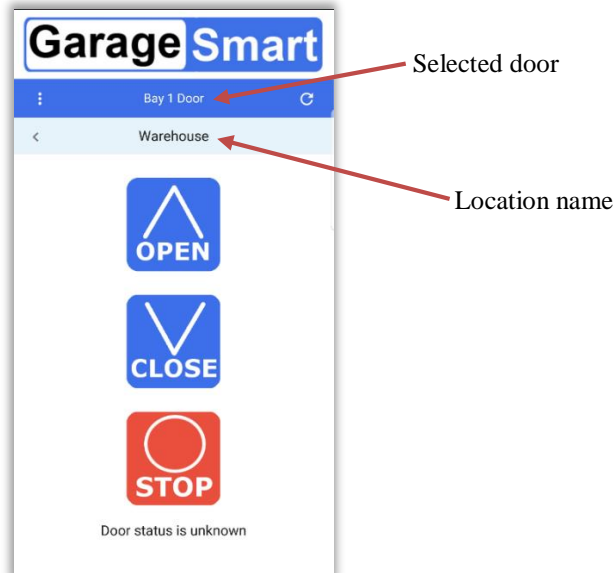 Garage Smart
Selected door
Bay 1 Door
Warehouse
Location name
OPEN
CLOSE
STOP
Door status is unknown